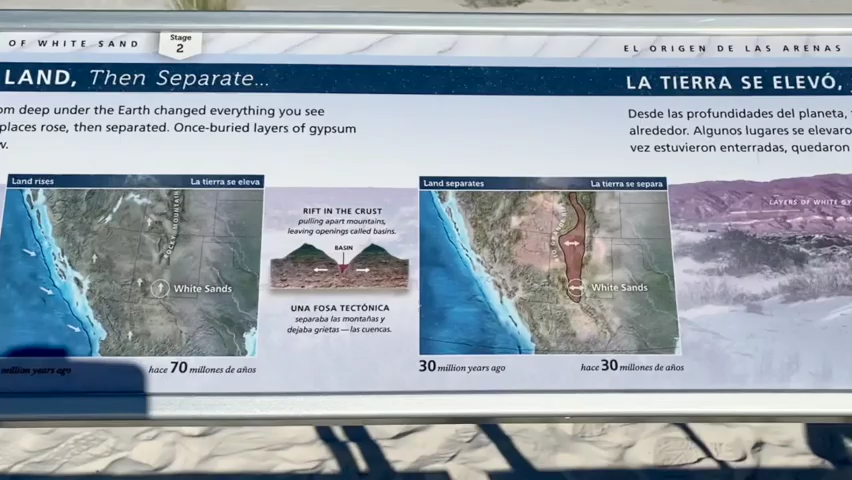 OF WHITE SAND
Stage
2
EL ORIGEN DE LAS ARENAS
LAND, Then Separate...
LA TIERRA SE ELEVÓ,
om deep under the Earth changed everything you see
places rose, then separated. Once-buried layers of gypsum
w.
Desde las profundidades del planeta,
alrededor. Algunos lugares se elevaro
vez estuvieron enterradas, quedaron
Land rises
La tierra se eleva
ROCKY MOUNTAIN
White Sands
million years ago
hace 70 millones de años
RIFT IN THE CRUST
pulling apart mountains,
leaving openings called basins.
BASIN
UNA FOSA TECTÓNICA
separaba las montañas y
dejaba grietas — las cuencas.
Land separates
La tierra se separa
White Sands
30 million years ago
hace 30 millones de años
LAYERS OF WHITE GY